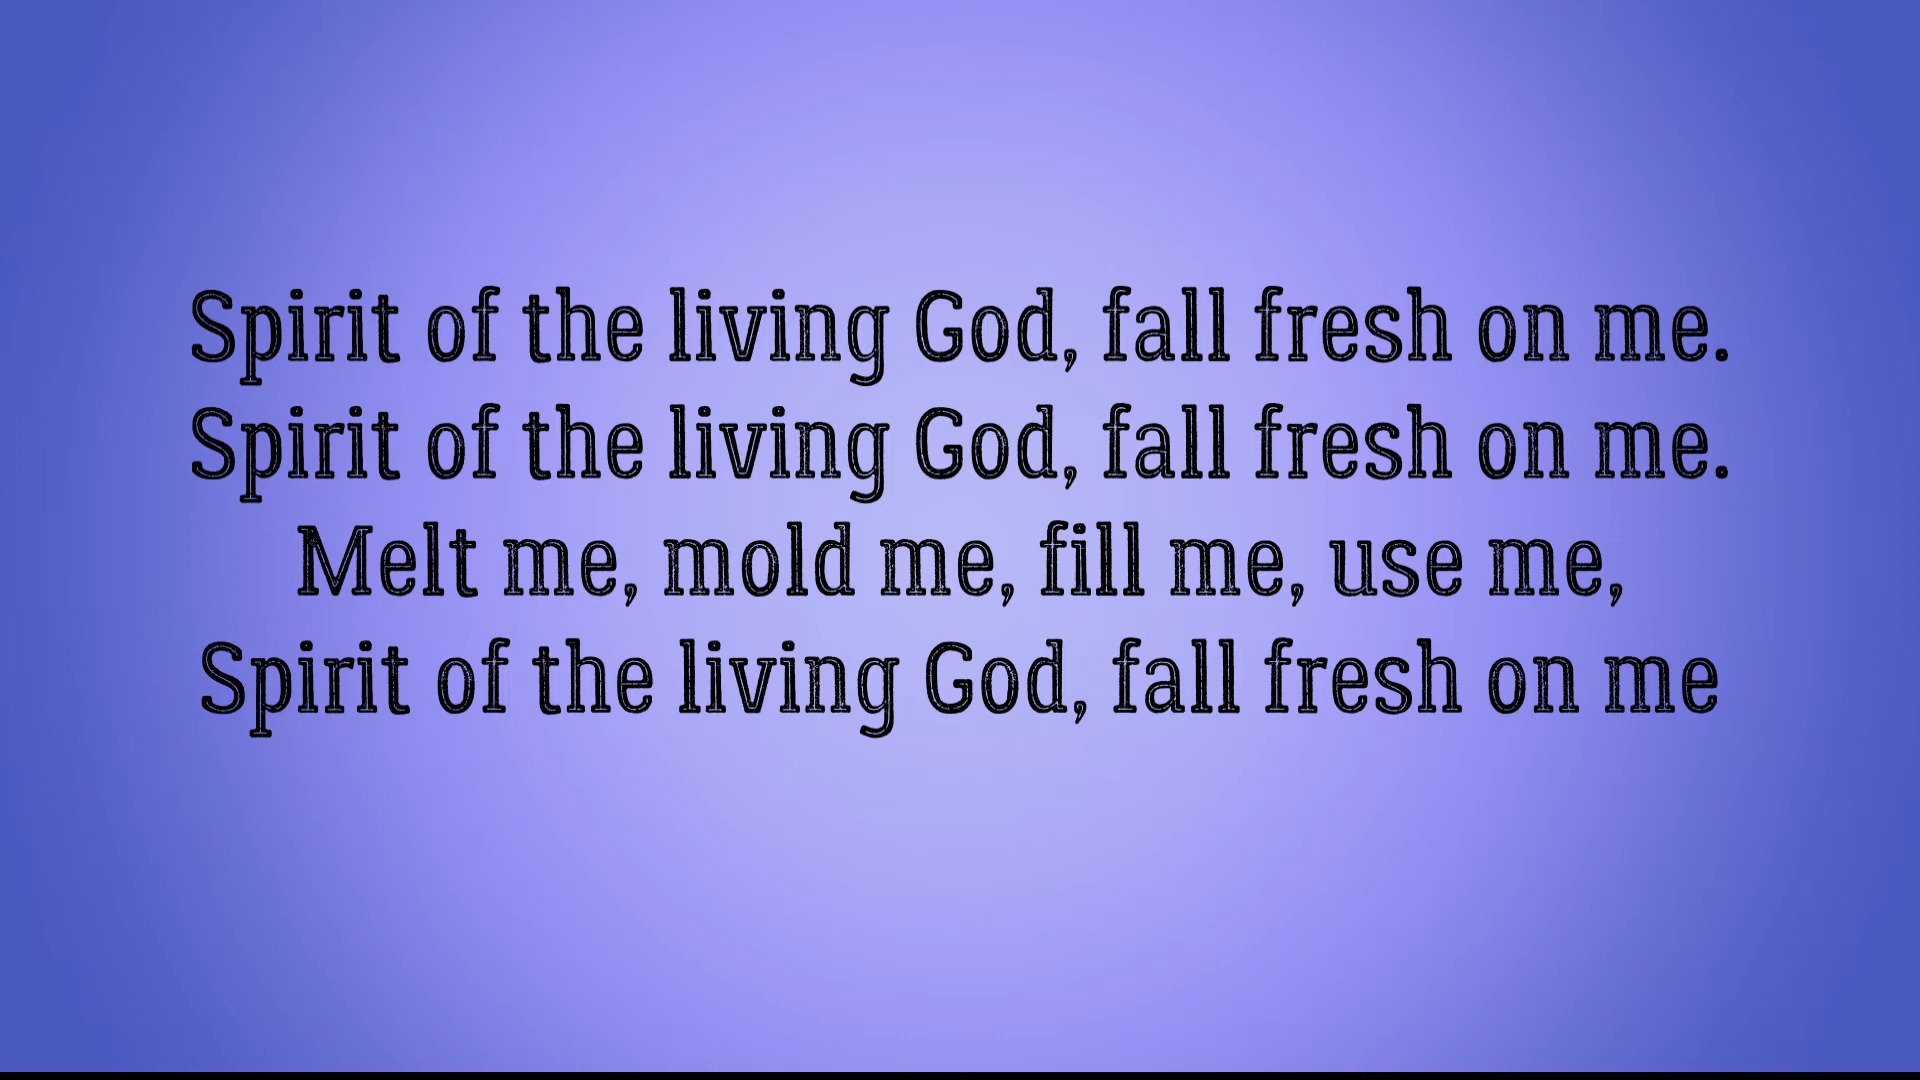 Spirit of the living God, fall fresh on me.
Spirit of the living God, fall fresh on me.
Melt me, mold me, fill me, use me,
Spirit of the living God, fall fresh on me